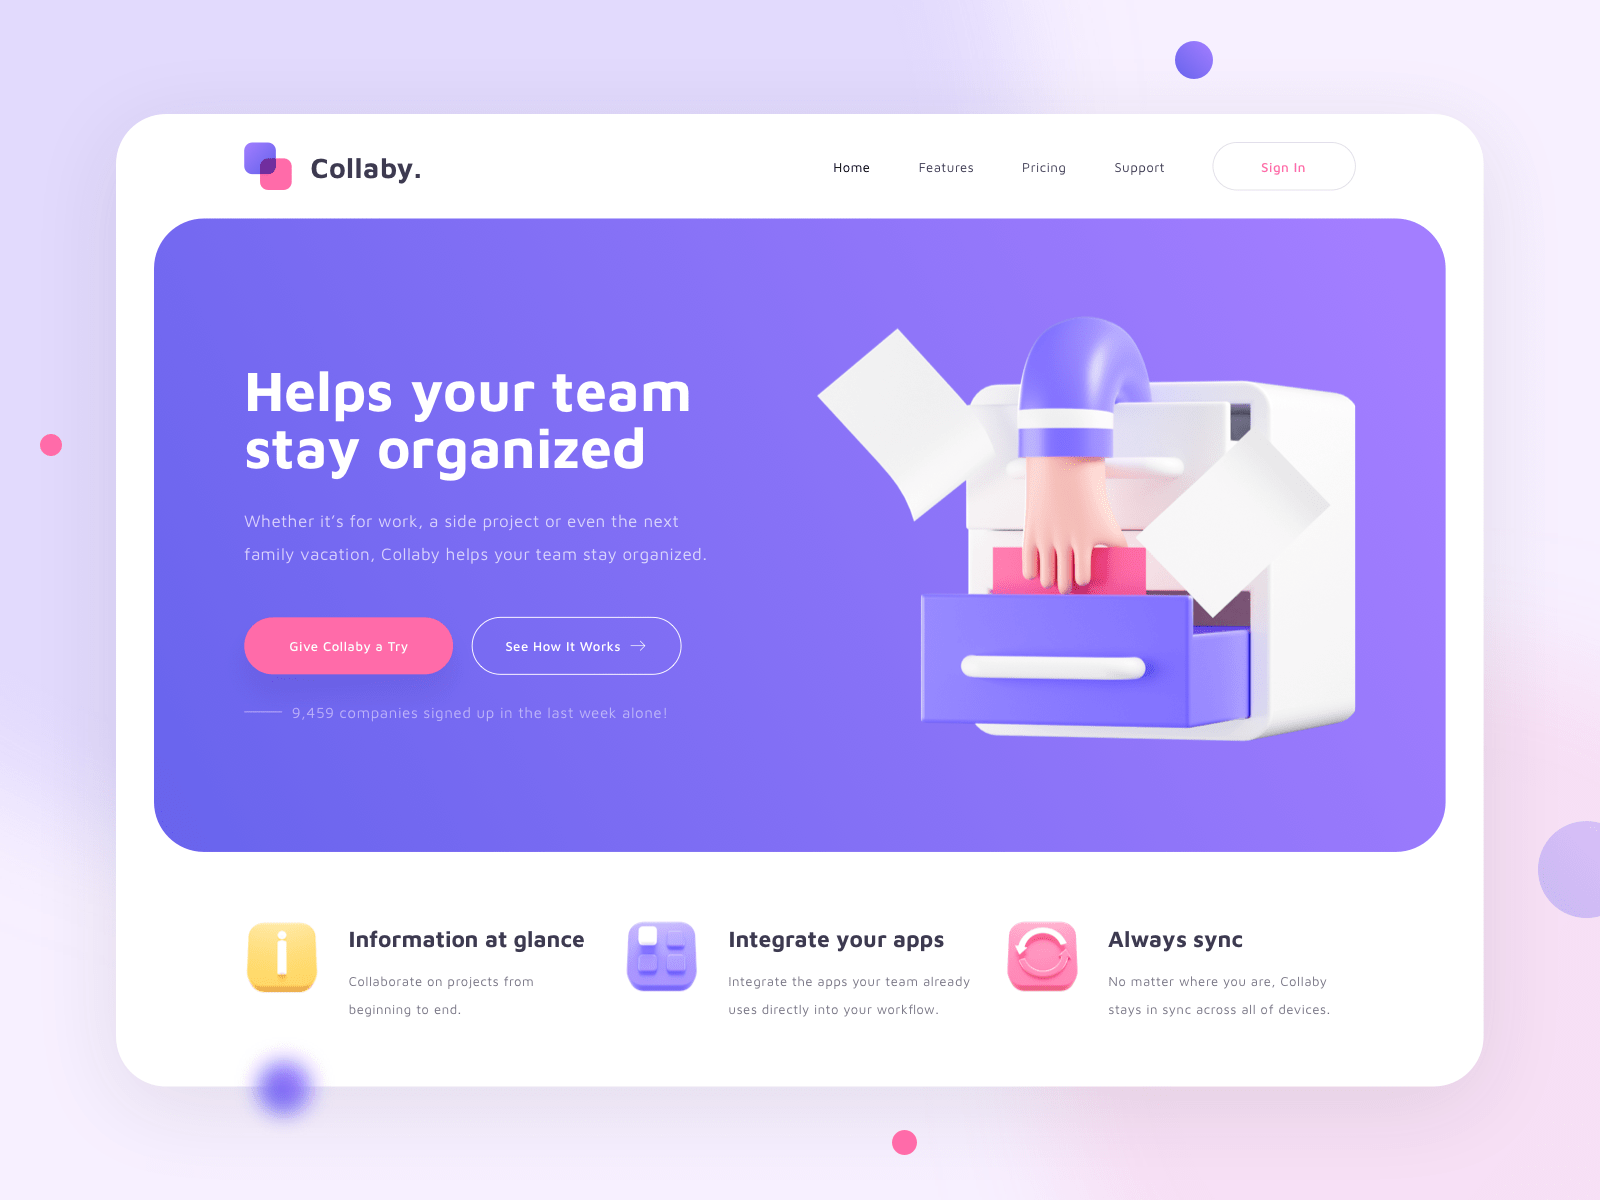 Collaby.
Home
Features
Pricing
Support
Sign In
Helps your team
stay organized
Whether it’s for work, a side project or even the next
family vacation, Collaby helps your team stay organized.
Give Collaby a Try
See How It Works
9,459 companies signed up in the last week alone!
Information at glance
Collaborate on projects from
beginning to end.
Integrate your apps
Integrate the apps your team already
uses directly into your workflow.
Always sync
No matter where you are, Collaby
stays in sync across all of devices.